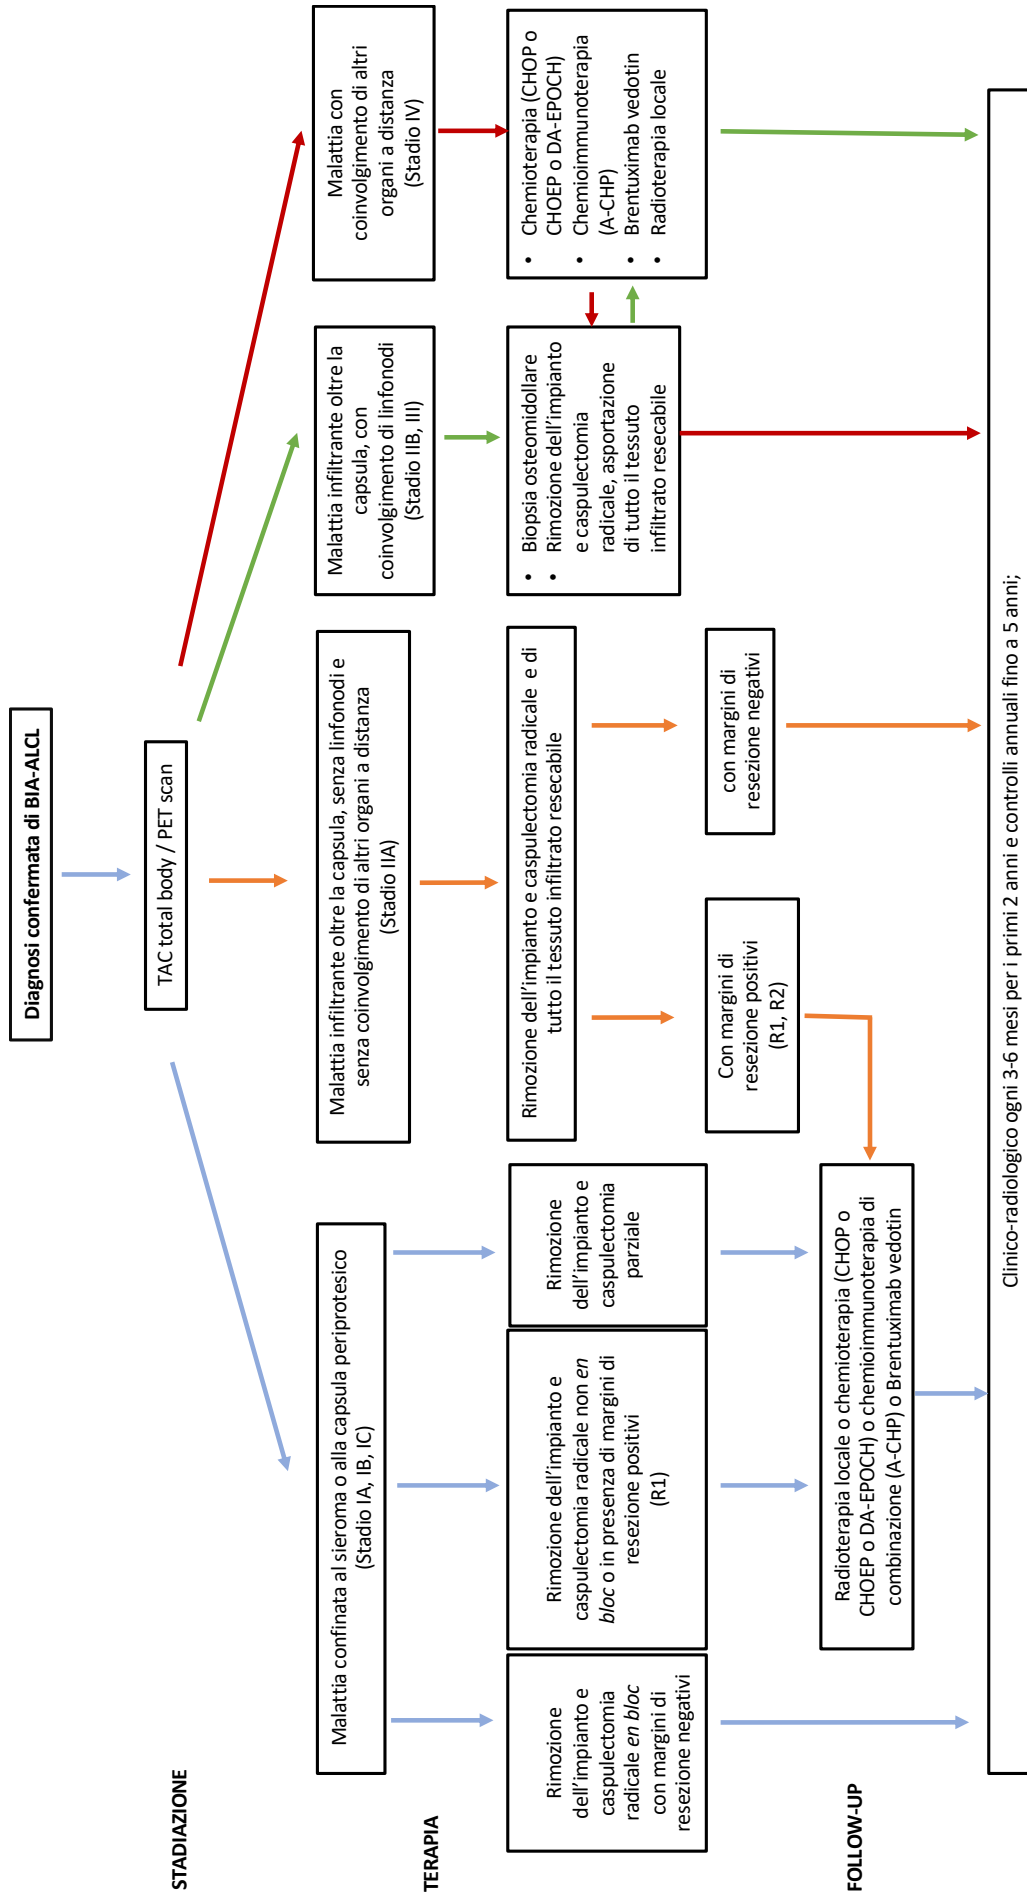 Diagnosi confermata di BIA-ALCL
STADIAZIONE
TAC total body / PET scan
Malattia confinata al sieroma o alla capsula periprotesico
(Stadio IA, IB, IC)
Malattia infiltrante oltre la capsula, senza linfonodi e
senza coinvolgimento di altri organi a distanza
(Stadio IIA)
Malattia infiltrante oltre la
capsula, con
coinvolgimento di linfonodi
(Stadio IIB, III)
Malattia con
coinvolgimento di altri
organi a distanza
(Stadio IV)
TERAPIA
Rimozione
dell'impianto e
caspulectomia
radicale en bloc
con margini di
resezione negativi
Rimozione dell'impianto e
caspulectomia radicale non en
bloc o in presenza di margini di
resezione positivi
(R1)
Rimozione
dell'impianto e
caspulectomia
parziale
Rimozione dell'impianto e caspulectomia radicale e di
tutto il tessuto infiltrato resecabile
• Biopsia osteomidollare
• Rimozione dell'impianto
e caspulectomia
radicale, asportazione
di tutto il tessuto
infiltrato resecabile
• Chemioterapia (CHOP o
CHOEP o DA-EPOCH)
• Chemioimmunoterapia
(A-CHP)
• Brentuximab vedotin
• Radioterapia locale
Con margini di
resezione positivi
(R1, R2)
con margini di
resezione negativi
Radioterapia locale o chemioterapia (CHOP o
CHOEP o DA-EPOCH) o chemioimmunoterapia di
combinazione (A-CHP) o Brentuximab vedotin
FOLLOW-UP
Clinico-radiologico ogni 3-6 mesi per i primi 2 anni e controlli annuali fino a 5 anni;